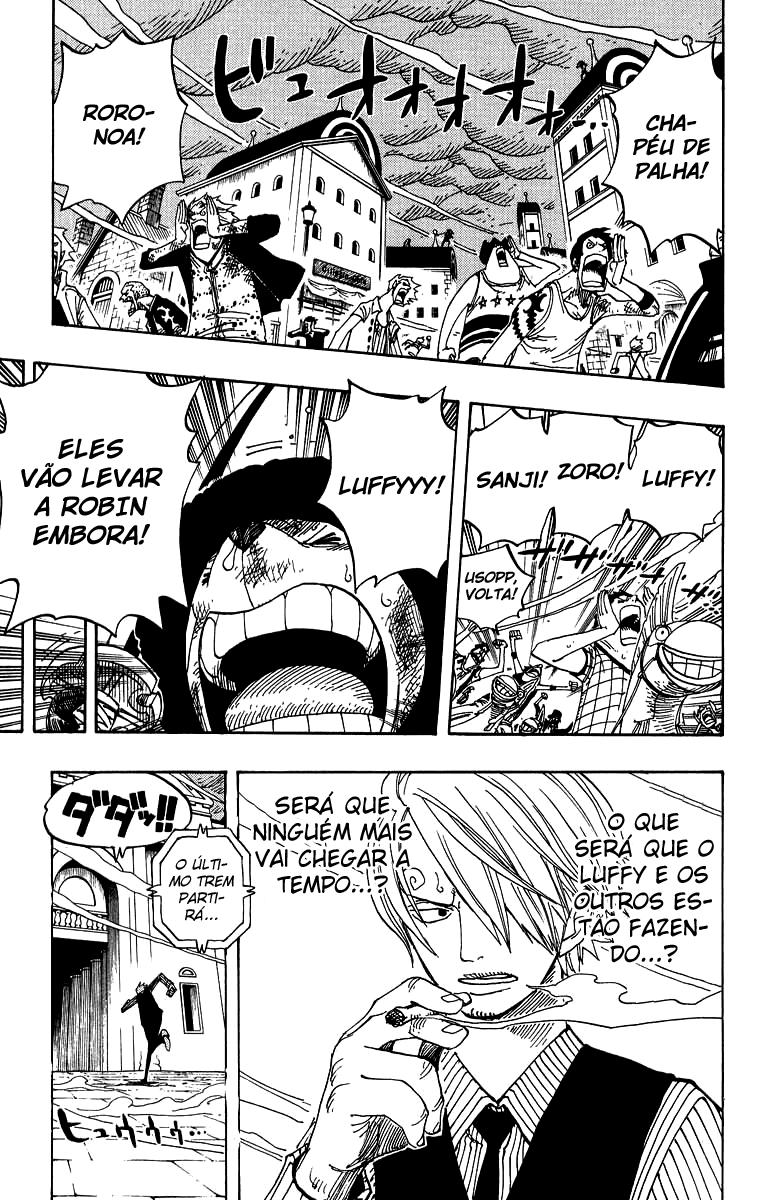 CHA-
PÉU DE
PALHA!
ビュオオオオオオ
RORO-
NOA!
LUFFY!
ZORO!
SANJI!
USOPP,
VOLTA!
LUFFYYY!
ELES
VÃO LEVAR
A ROBIN
EMBORA!
O QUE
SERÁ QUE O
LUFFY E OS
OUTROS ES-
TÃO FAZEN-
DO...?
SERÁ QUE
NINGUÉM MAIS
VAI CHEGAR A
TEMPO...?
ダダッ!!
O ÚLTI-
MO TREM
PARTI-
RÁ...
ヒュウウウ…